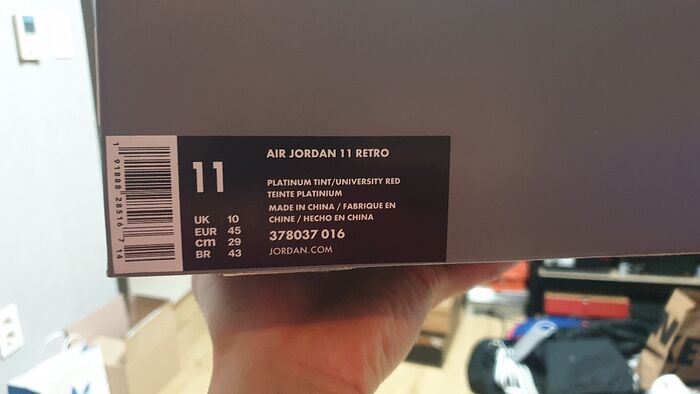 AIR JORDAN 11 RETRO
11
PLATINUM TINT/UNIVERSITY RED
TEINTE PLATINIUM
MADE IN CHINA / FABRIQUE EN
CHINE / HECHO EN CHINA
UK 10
EUR 45
cm 29
BR 43
378037 016
JORDAN.COM
1 91888 28516 7 14